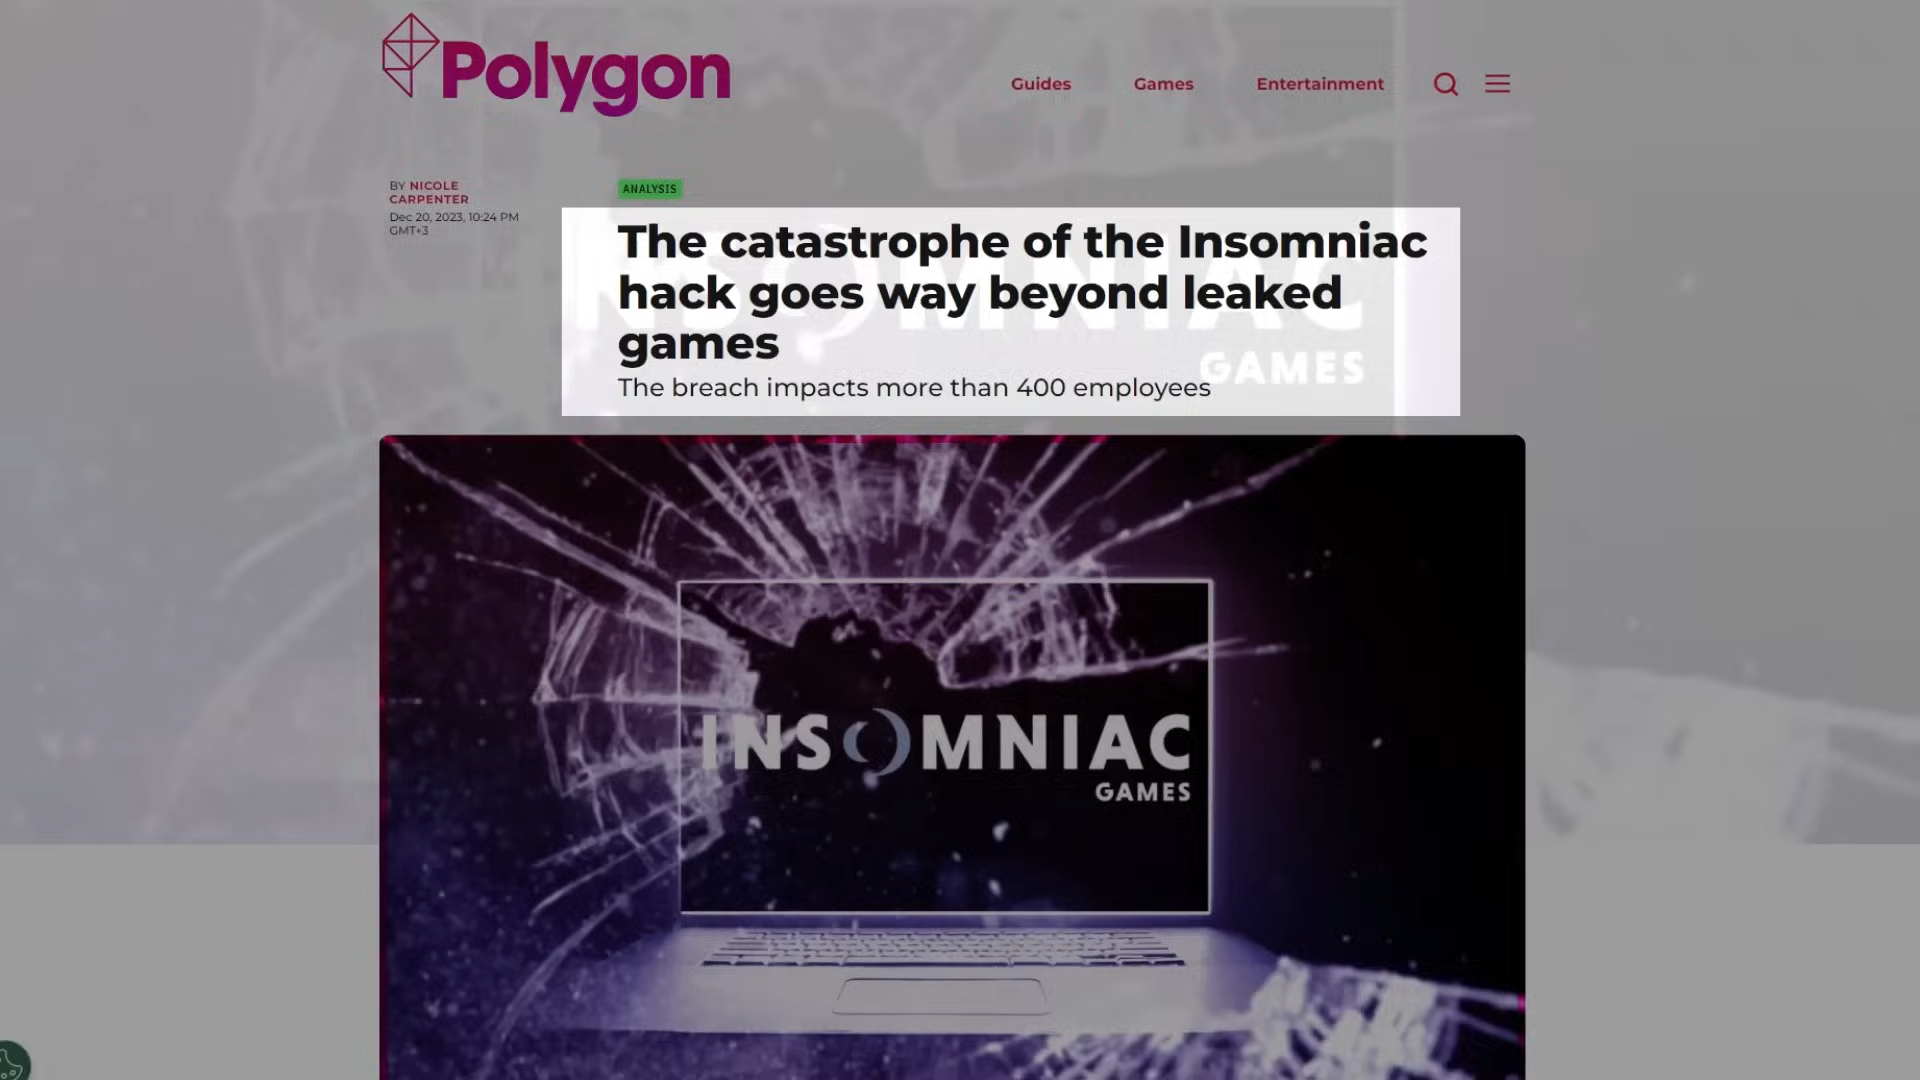 Polygon
Guides
Games
Entertainment
BY NICOLE
CARPENTER
Dec 20, 2023, 10:24 PM
GMT+3
ANALYSIS
The catastrophe of the Insomniac
hack goes way beyond leaked
games
The breach impacts more than 400 employees
GAMES
INSOMNIAC
GAMES